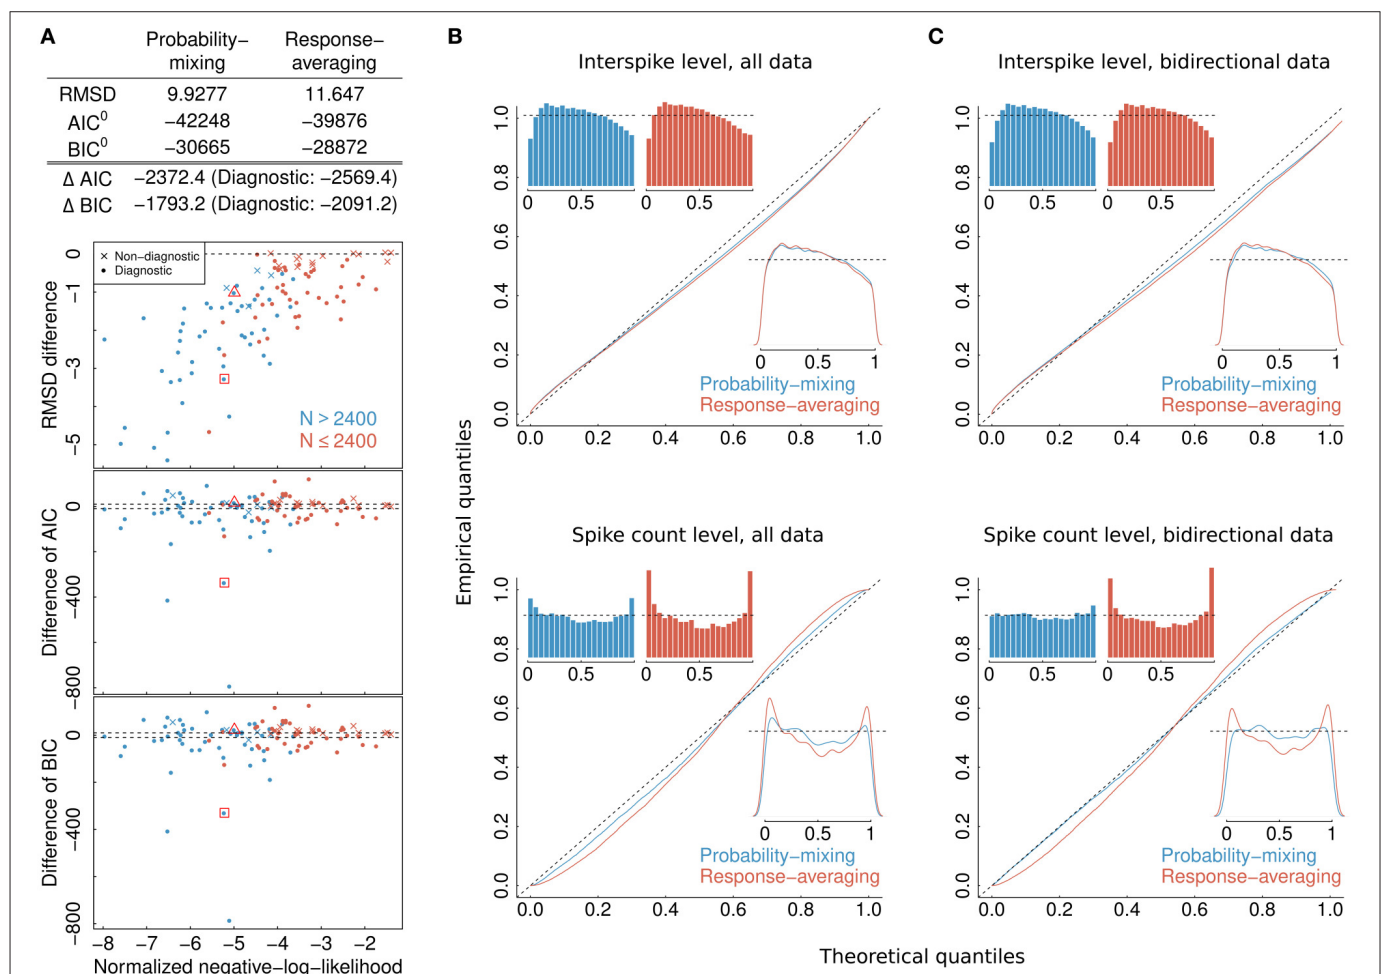 A
Probability−mixing Response−averaging
RMSD 9.9277 11.647
AIC⁰ −42248 −39876
BIC⁰ −30665 −28872
Δ AIC −2372.4 (Diagnostic: −2569.4)
Δ BIC −1793.2 (Diagnostic: −2091.2)
× Non−diagnostic
• Diagnostic
N > 2400
N ≤ 2400
RMSD difference
0
−1
−3
−5
Difference of AIC
0
−400
−800
Difference of BIC
0
−400
−800
−8 −7 −6 −5 −4 −3 −2
Normalized negative−log−likelihood
B
Interspike level, all data
0 0.5 0 0.5
0 0.5 1
Probability−mixing
Response−averaging
1.0
0.8
0.6
0.4
0.2
0.0
0.0 0.2 0.4 0.6 0.8 1.0
Spike count level, all data
0 0.5 0 0.5
0 0.5 1
Probability−mixing
Response−averaging
1.0
0.8
0.6
0.4
0.2
0.0
0.0 0.2 0.4 0.6 0.8 1.0
Empirical quantiles
C
Interspike level, bidirectional data
0 0.5 0 0.5
0 0.5 1
Probability−mixing
Response−averaging
1.0
0.8
0.6
0.4
0.2
0.0
0.0 0.2 0.4 0.6 0.8 1.0
Spike count level, bidirectional data
0 0.5 0 0.5
0 0.5 1
Probability−mixing
Response−averaging
1.0
0.8
0.6
0.4
0.2
0.0
0.0 0.2 0.4 0.6 0.8 1.0
Theoretical quantiles